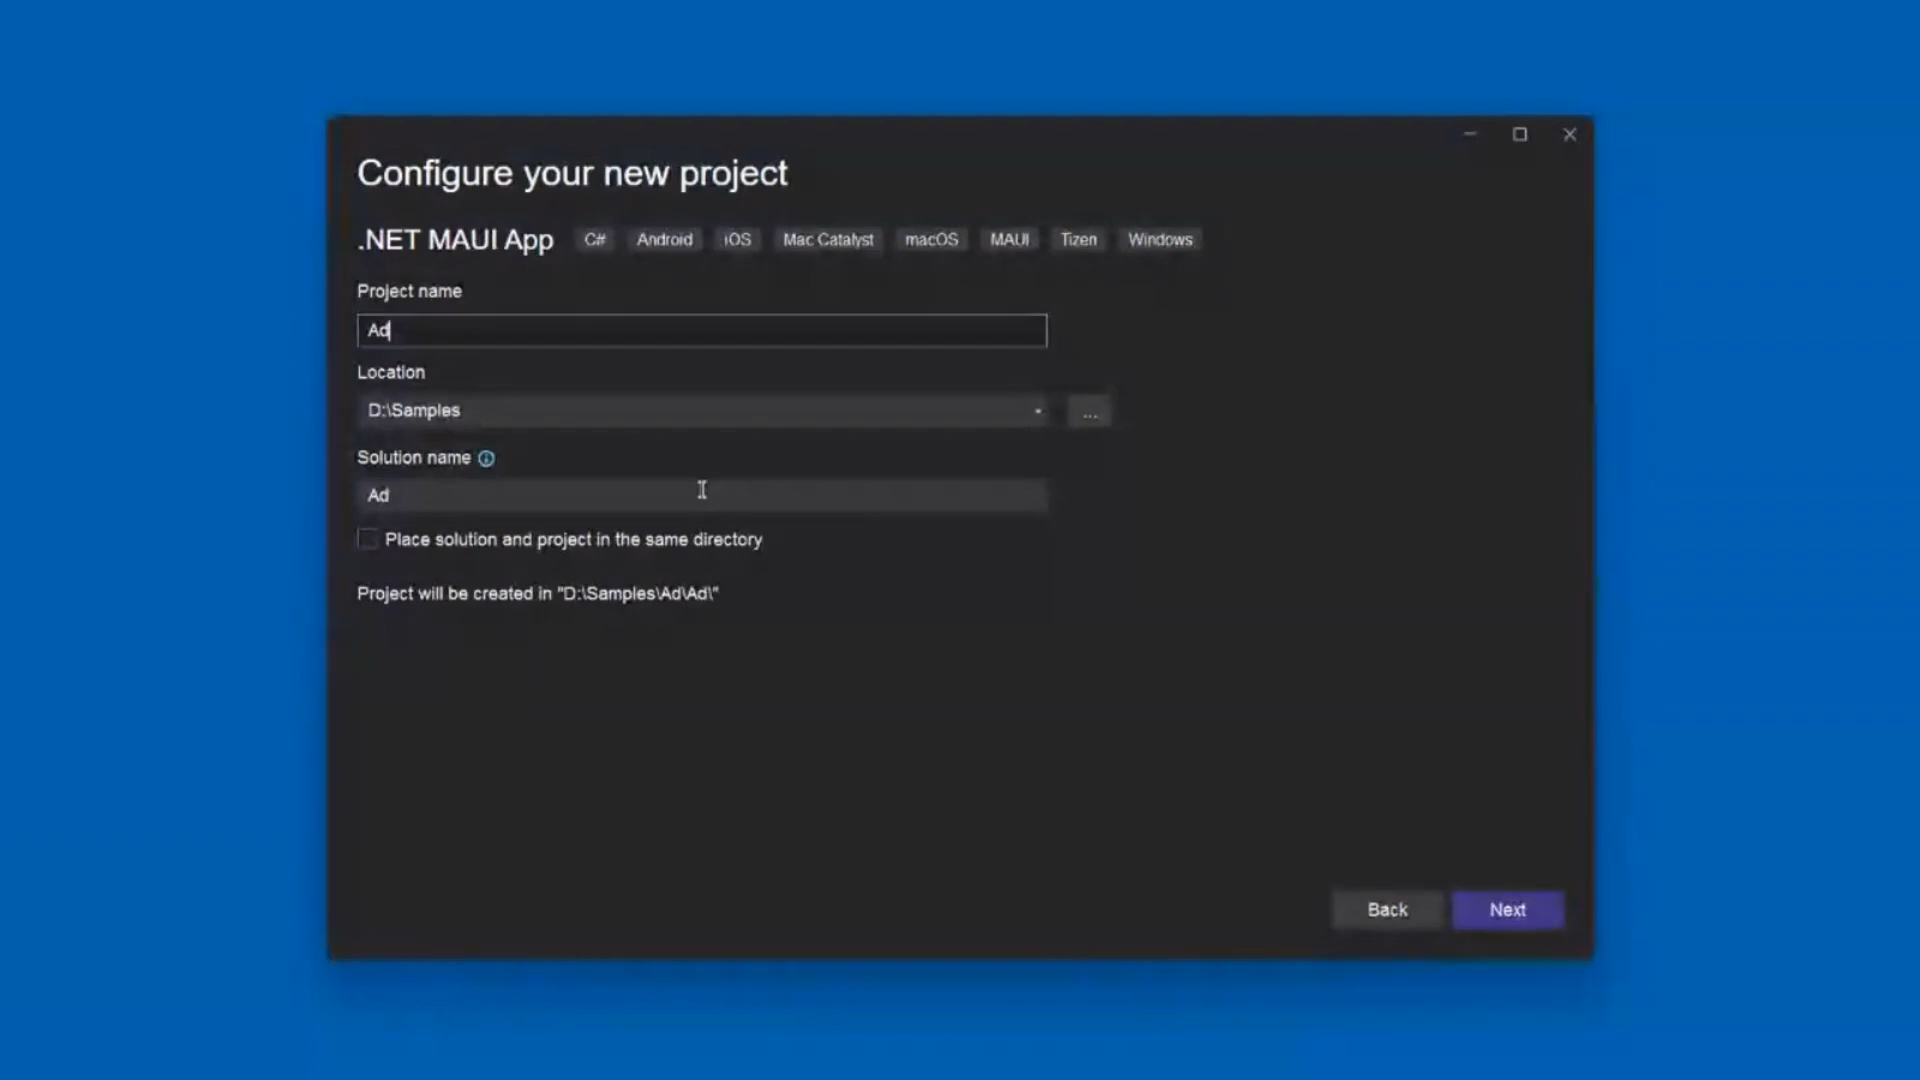 Configure your new project
.NET MAUI App C# Android iOS Mac Catalyst macOS MAUI Tizen Windows
Project name
Ad
Location
D:\Samples
...
Solution name
Ad
Place solution and project in the same directory
Project will be created in "D:\Samples\Ad\Ad\"
Back Next